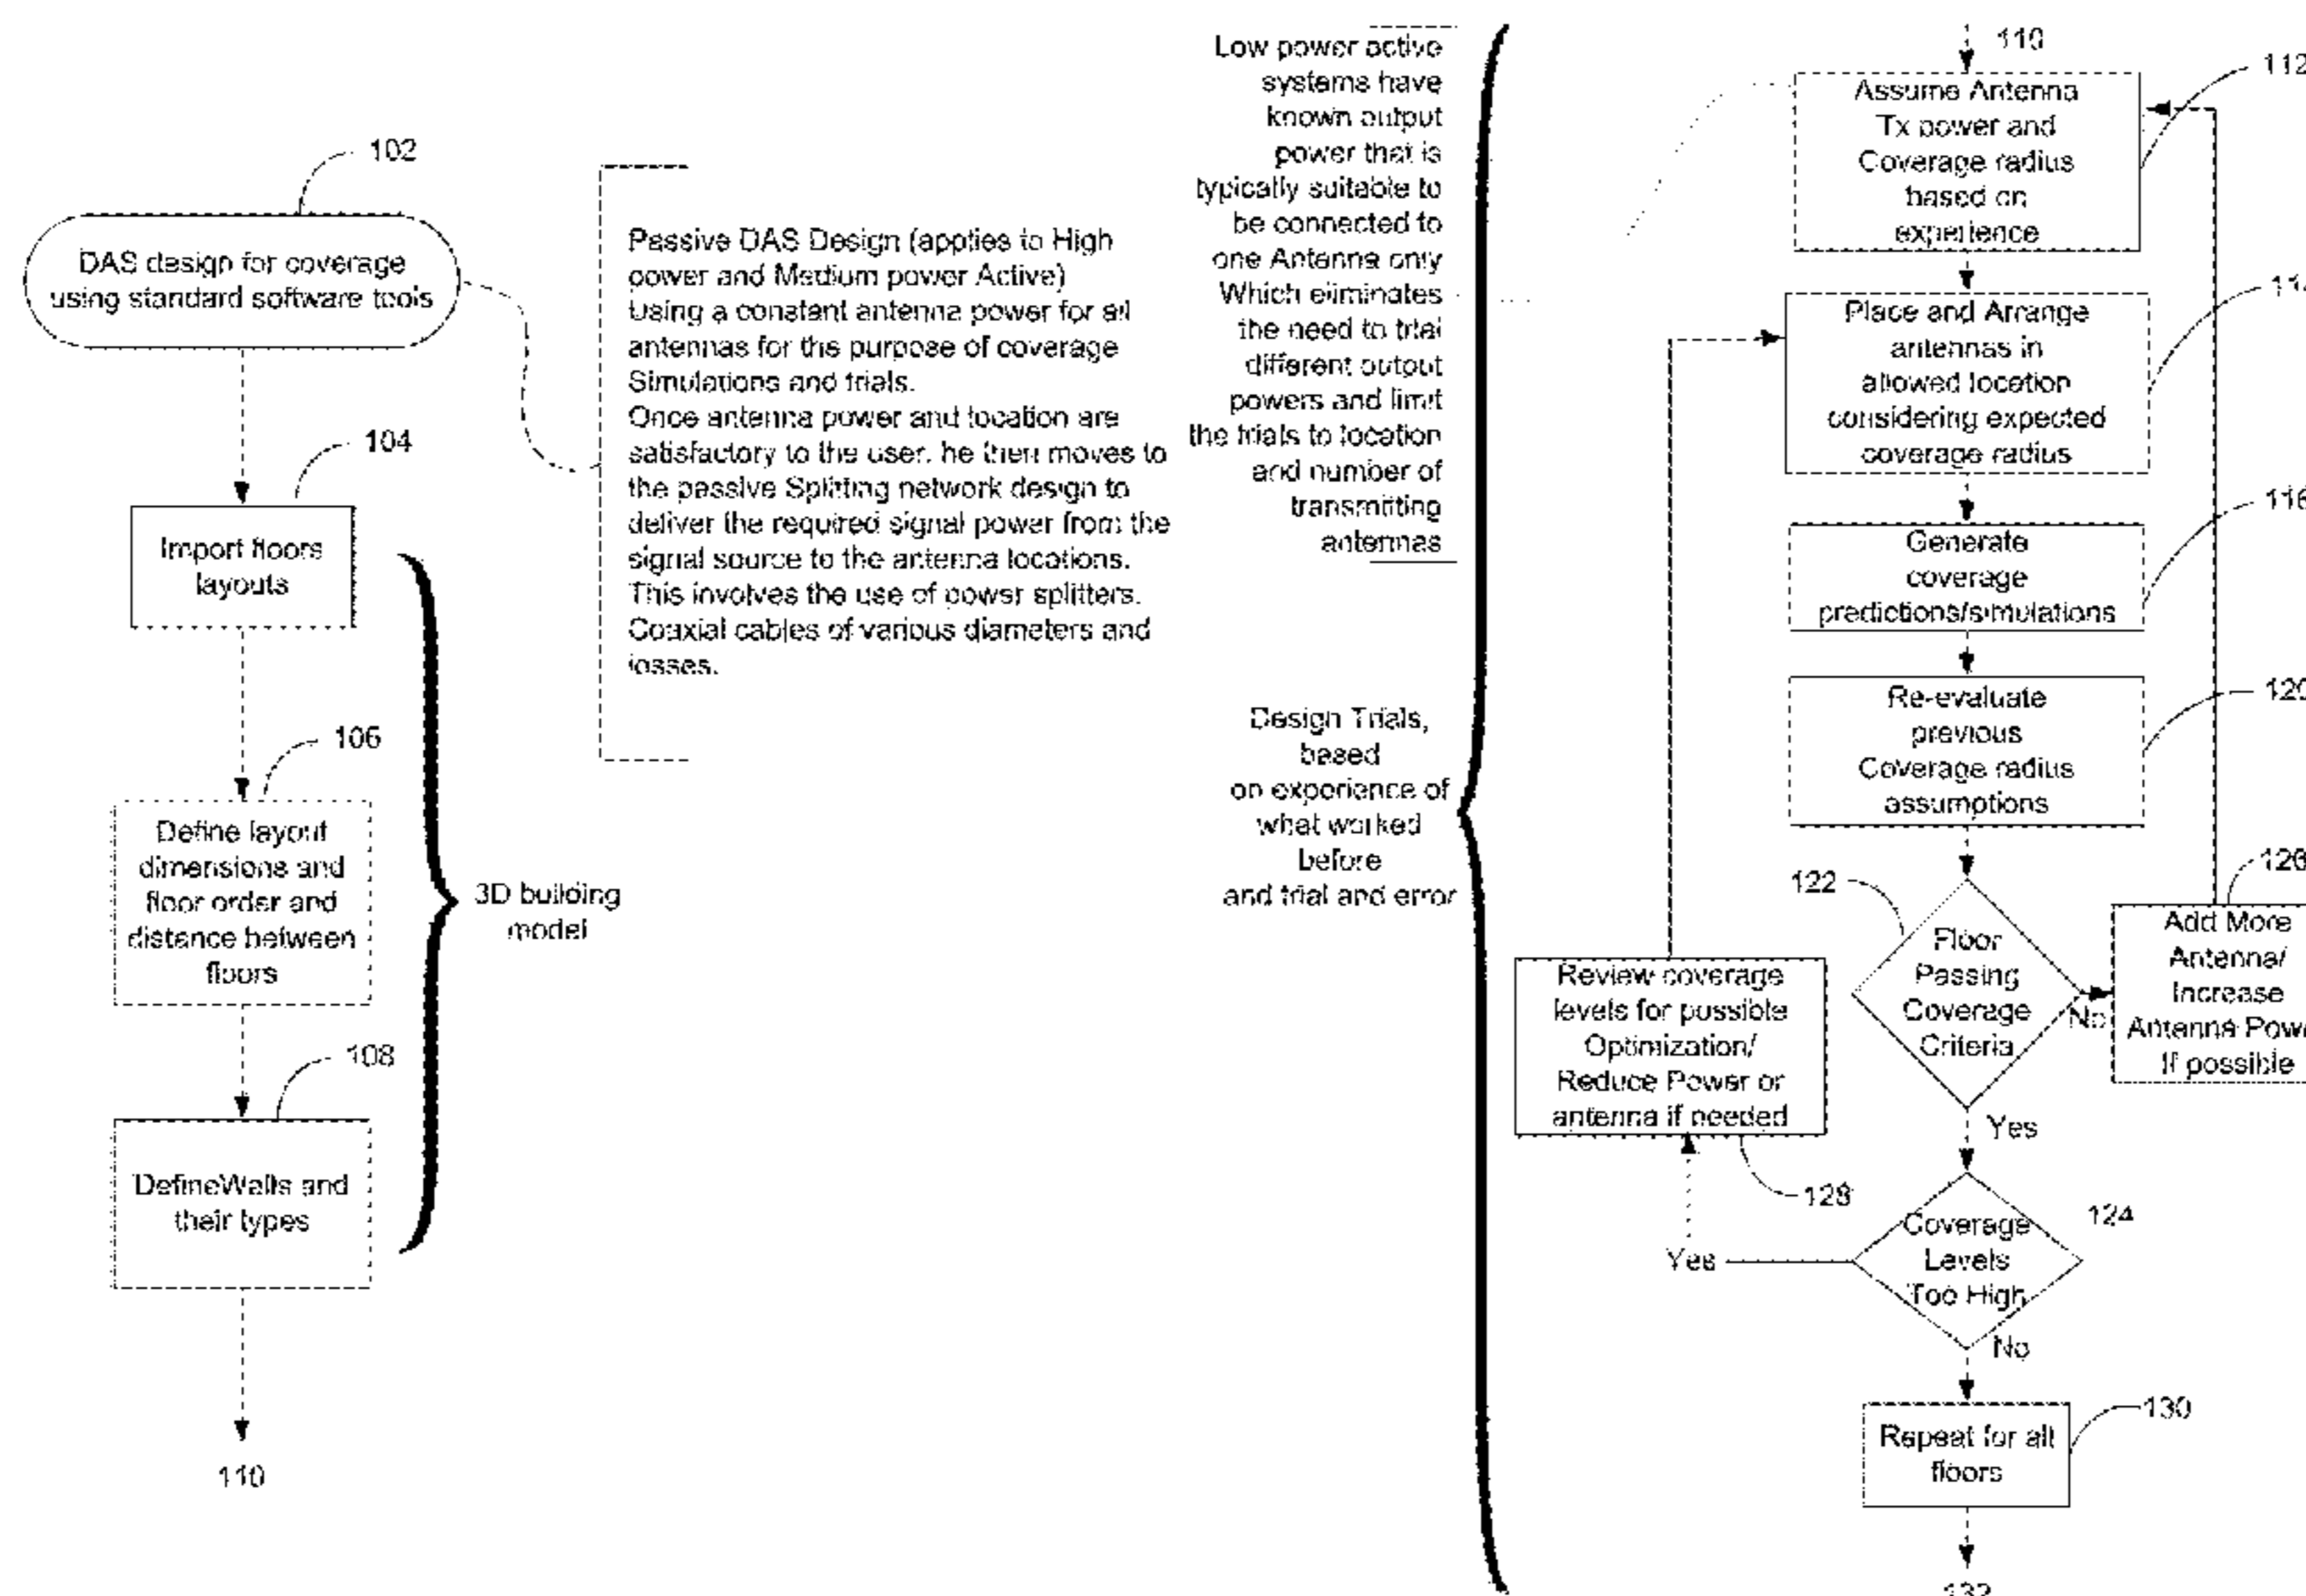 102
DAS design for coverage
using standard software tools
104
Import floors
layouts
106
Define layout
dimensions and
floor order and
distance between
floors
108
DefineWalls and
their types
110
3D building
model
Passive DAS Design (applies to High
power and Medium power Active)
Using a constant antenna power for all
antennas for the purpose of coverage
Simulations and trials.
Once antenna power and location are
satisfactory to the user, he then moves to
the passive Splitting network design to
deliver the required signal power from the
signal source to the antenna locations.
This involves the use of power splitters.
Coaxial cables of various diameters and
losses.
Low power active
systems have
known output
power that is
typically suitable to
be connected to
one Antenna only
Which eliminates
the need to trial
different output
powers and limit
the trials to location
and number of
transmitting
antennas
Design Trials,
based
on experience of
what worked
before
and trial and error
110
112
Assume Antenna
Tx power and
Coverage radius
based on
experience
114
Place and Arrange
antennas in
allowed location
considering expected
coverage radius
116
Generate
coverage
predictions/simulations
120
Re-evaluate
previous
Coverage radius
assumptions
122
Floor
Passing
Coverage
Criteria
No
Yes
126
Add More
Antenna/
Increase
Antenna Powe
If possible
Review coverage
levels for possible
Optimization/
Reduce Power or
antenna if needed
128
124
Coverage
Levels
Too High
Yes
No
130
Repeat for all
floors
132